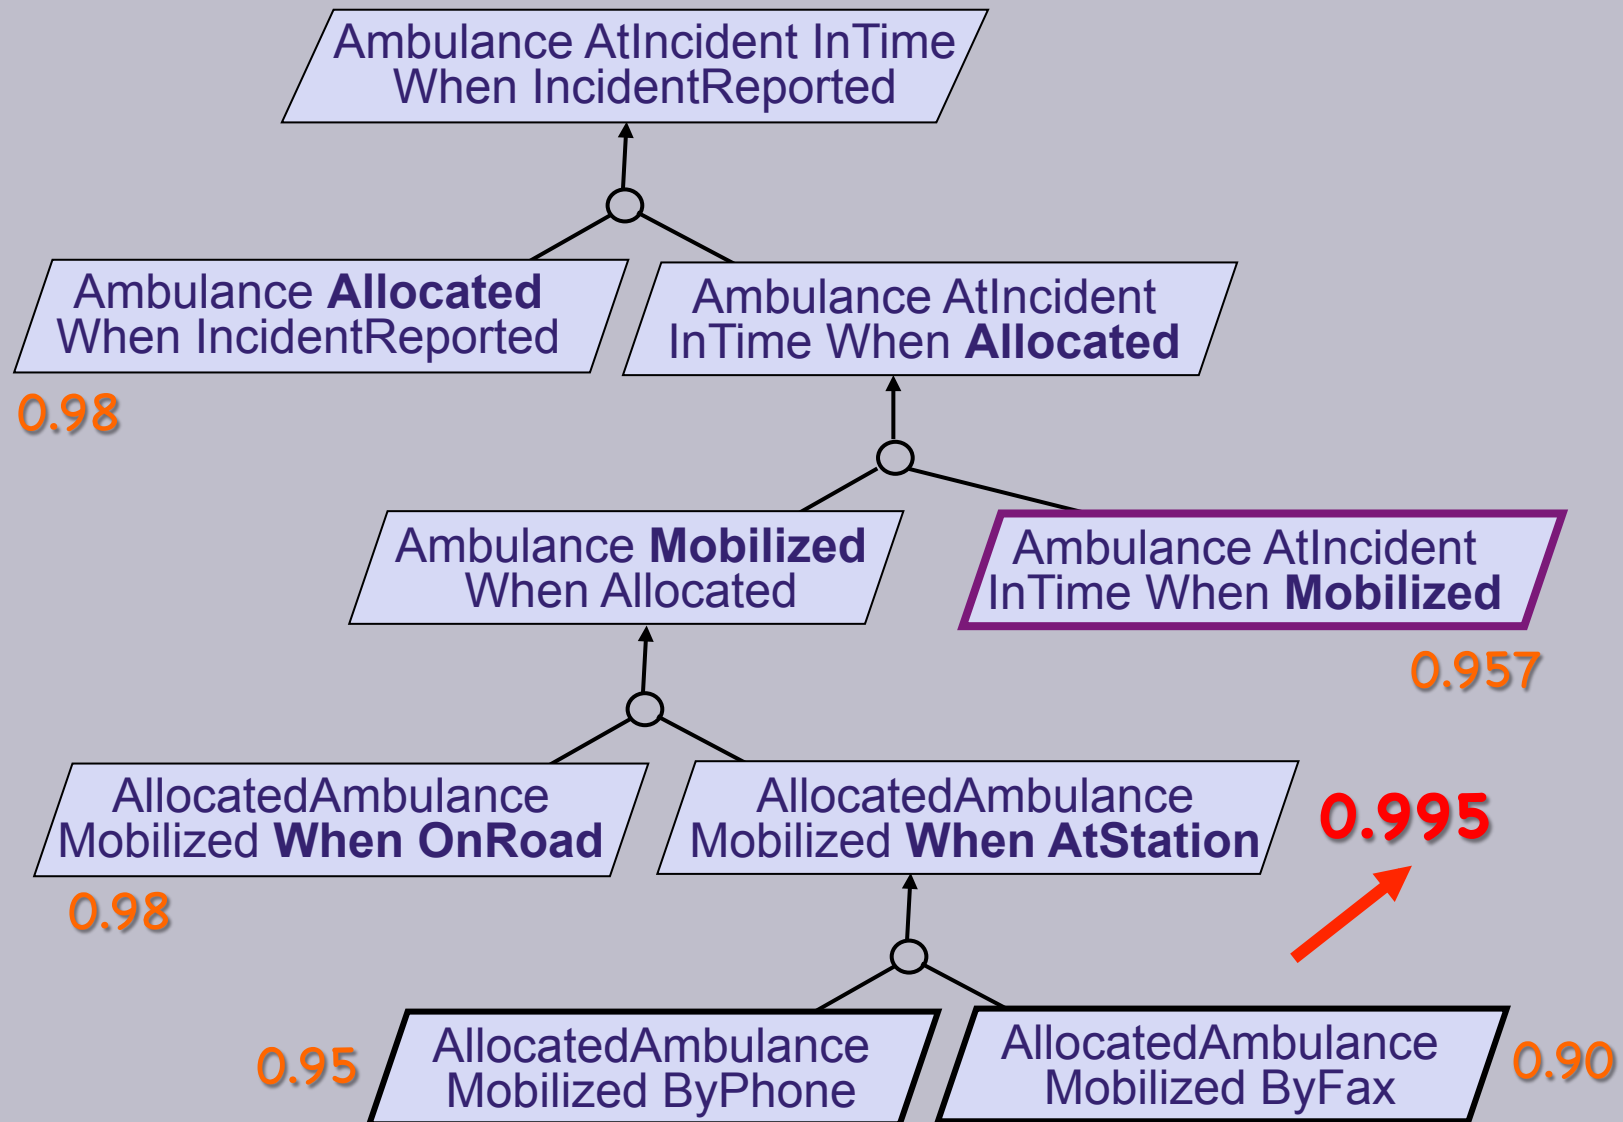 Ambulance AtIncident InTime
When IncidentReported
Ambulance Allocated
When IncidentReported
0.98
Ambulance AtIncident
InTime When Allocated
Ambulance Mobilized
When Allocated
Ambulance AtIncident
InTime When Mobilized
0.957
AllocatedAmbulance
Mobilized When OnRoad
0.98
AllocatedAmbulance
Mobilized When AtStation
0.995
0.95
AllocatedAmbulance
Mobilized ByPhone
AllocatedAmbulance
Mobilized ByFax
0.90